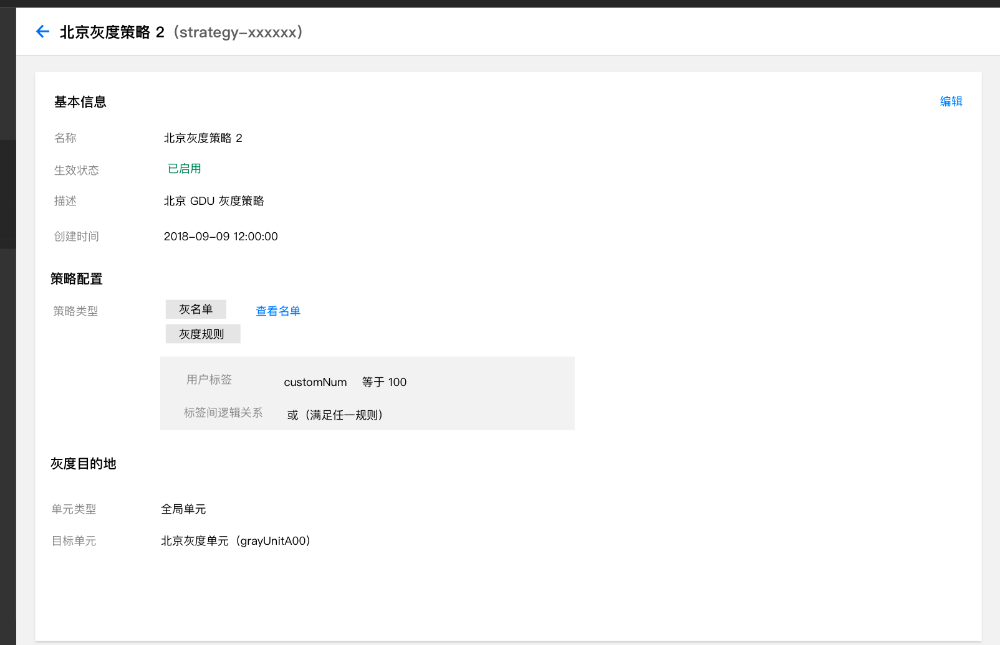 北京灰度策略 2（strategy-xxxxxx）
基本信息 编辑
名称 北京灰度策略 2
生效状态 已启用
描述 北京 GDU 灰度策略
创建时间 2018-09-09 12:00:00
策略配置
策略类型 灰名单 查看名单
灰度规则
用户标签 customNum 等于 100
标签间逻辑关系 或（满足任一规则）
灰度目的地
单元类型 全局单元
目标单元 北京灰度单元（grayUnitA00）